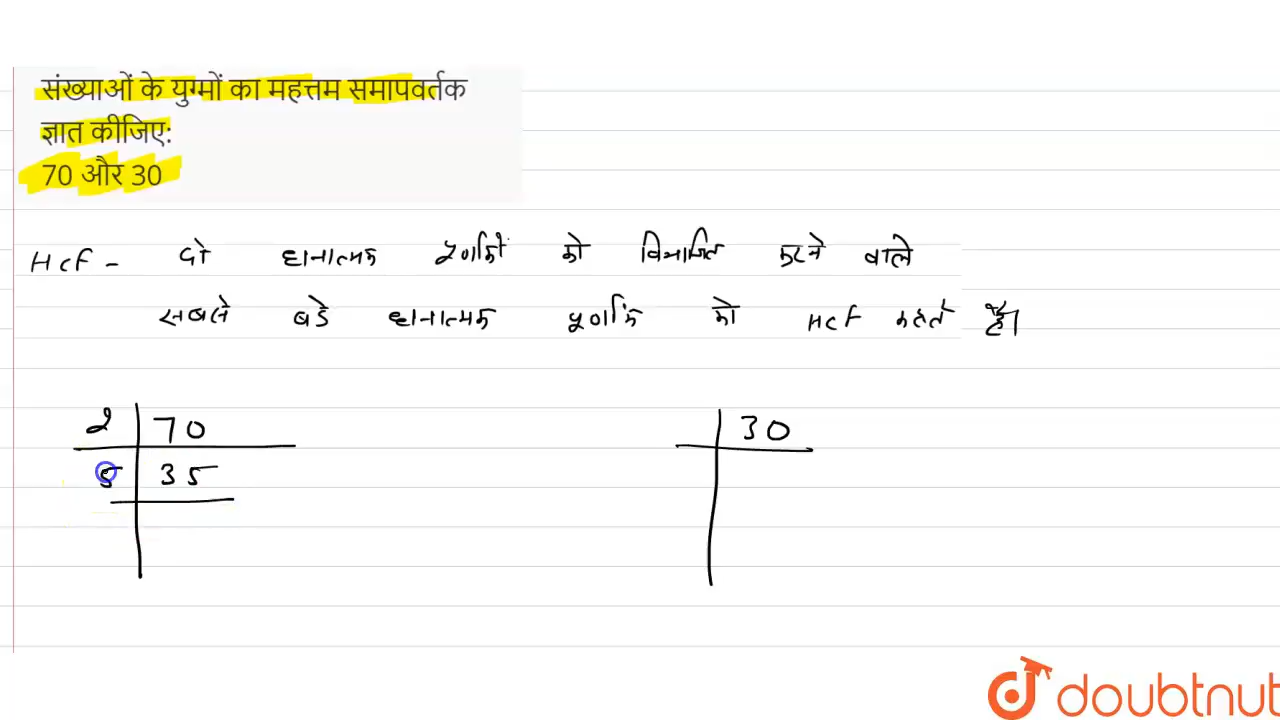 संख्याओं के युग्मों का महत्तम समापवर्तक
ज्ञात कीजिए:
70 और 30
HCF - दो धनात्मक पूर्णांकों को विभाजित करने वाले
सबसे बड़े धनात्मक पूर्णांक को HCF कहते हैं।
2 70
5 35
30
doubtnut